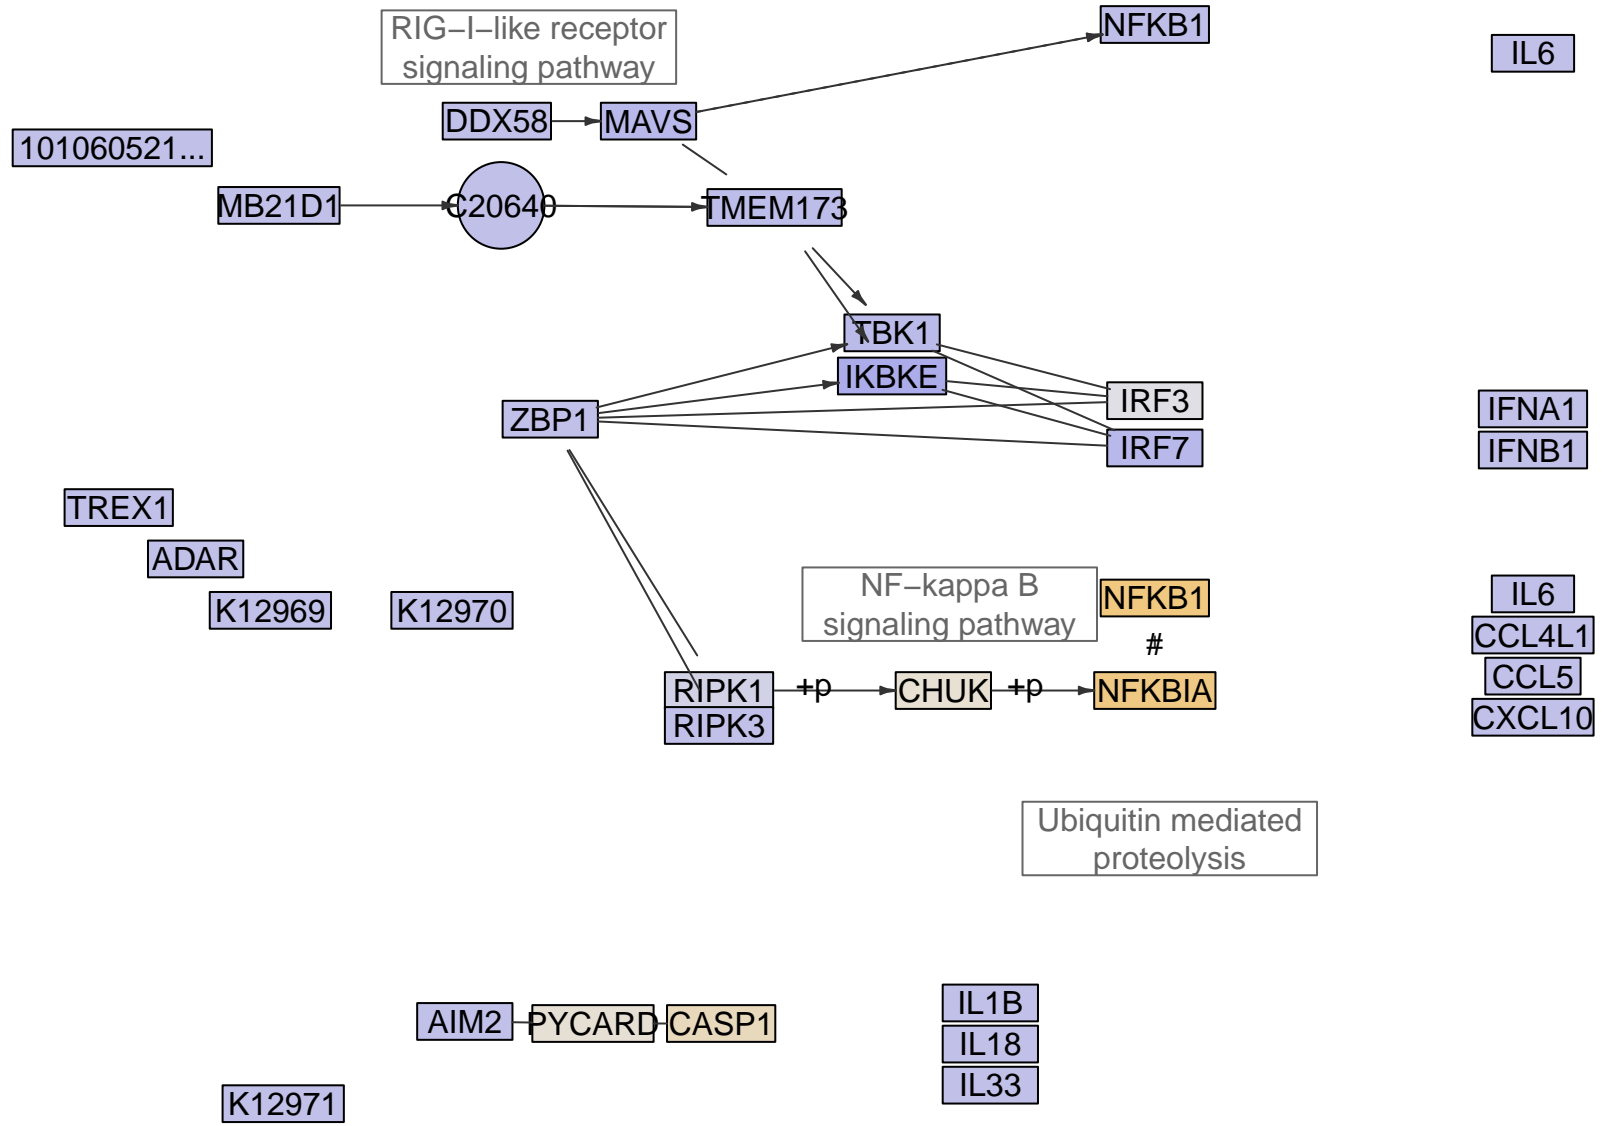 RIG−I−like receptor
signaling pathway
NFKB1
IL6
DDX58
MAVS
101060521...
MB21D1
C20640
TMEM173
TBK1
IKBKE
ZBP1
IRF3
IRF7
IFNA1
IFNB1
TREX1
ADAR
K12969
K12970
NF−kappa B
signaling pathway
NFKB1
#
IL6
CCL4L1
CCL5
CXCL10
RIPK1
+p
CHUK
+p
NFKBIA
RIPK3
Ubiquitin mediated
proteolysis
AIM2
PYCARD
CASP1
IL1B
IL18
IL33
K12971